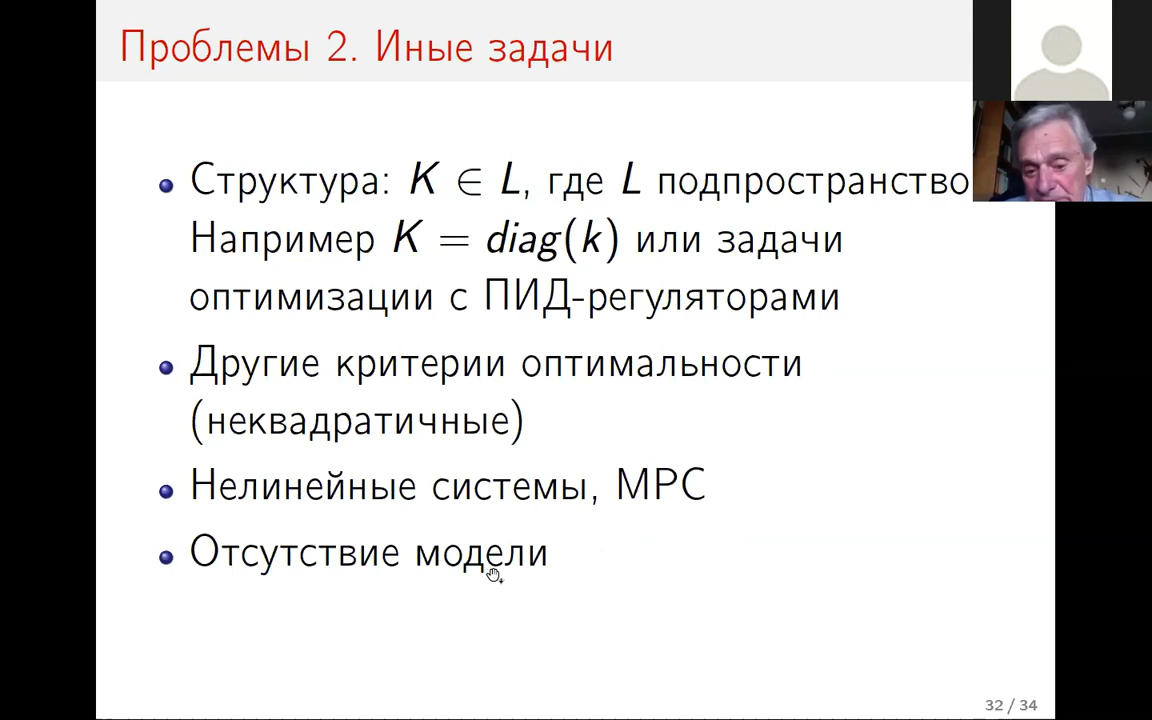 Проблемы 2. Иные задачи
Структура: K ∈ L, где L подпространство
Например K = diag(k) или задачи
оптимизации с ПИД-регуляторами
Другие критерии оптимальности
(неквадратичные)
Нелинейные системы, МРС
Отсутствие модели
32 / 34